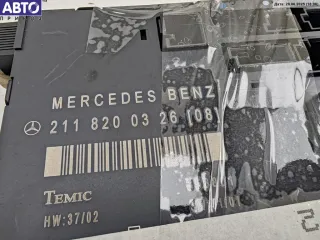 АВТО
MERCEDES BENZ
211 820 03 26 [08]
TEMIC
HW:37/02